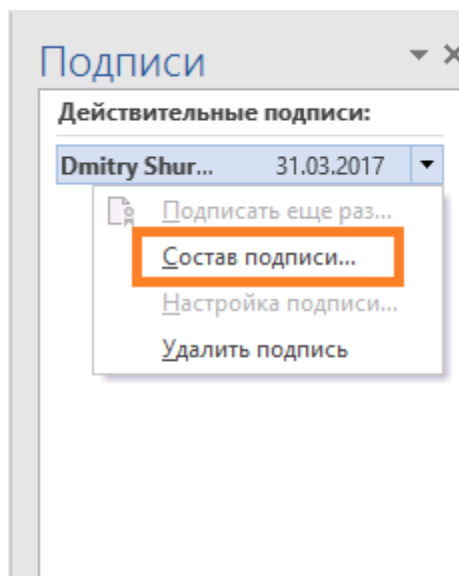 Подписи
Действительные подписи:
Dmitry Shur... 31.03.2017
Подписать еще раз...
Состав подписи...
Настройка подписи...
Удалить подпись